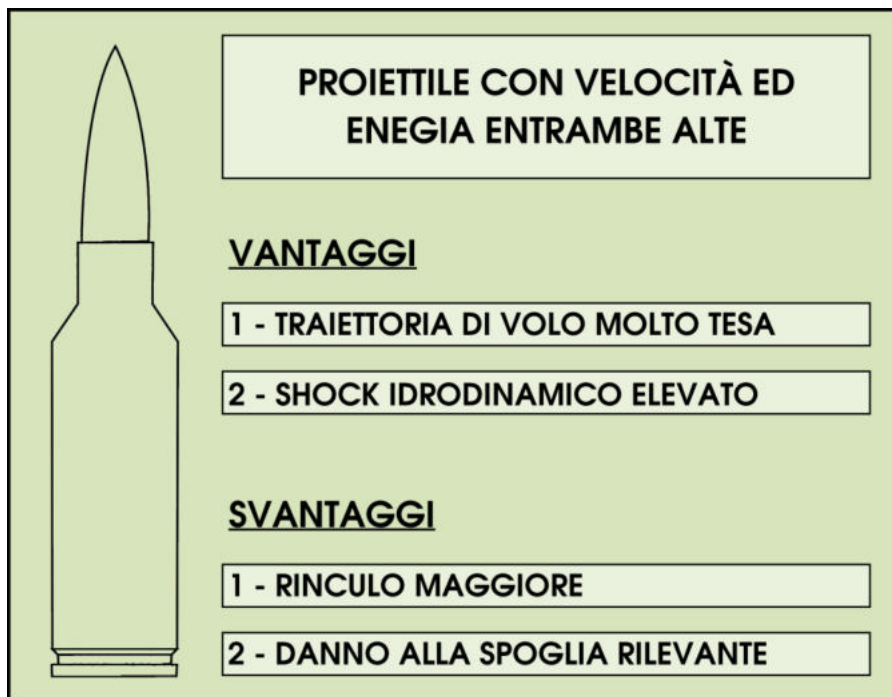 PROIETTILE CON VELOCITÀ ED
ENEGIA ENTRAMBE ALTE
VANTAGGI
1 - TRAIETTORIA DI VOLO MOLTO TESA
2 - SHOCK IDRODINAMICO ELEVATO
SVANTAGGI
1 - RINCULO MAGGIORE
2 - DANNO ALLA SPOGLIA RILEVANTE